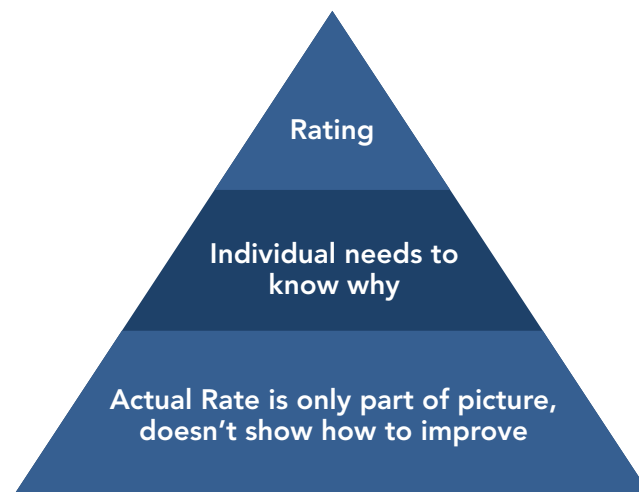 Rating
Individual needs to
know why
Actual Rate is only part of picture,
doesn’t show how to improve